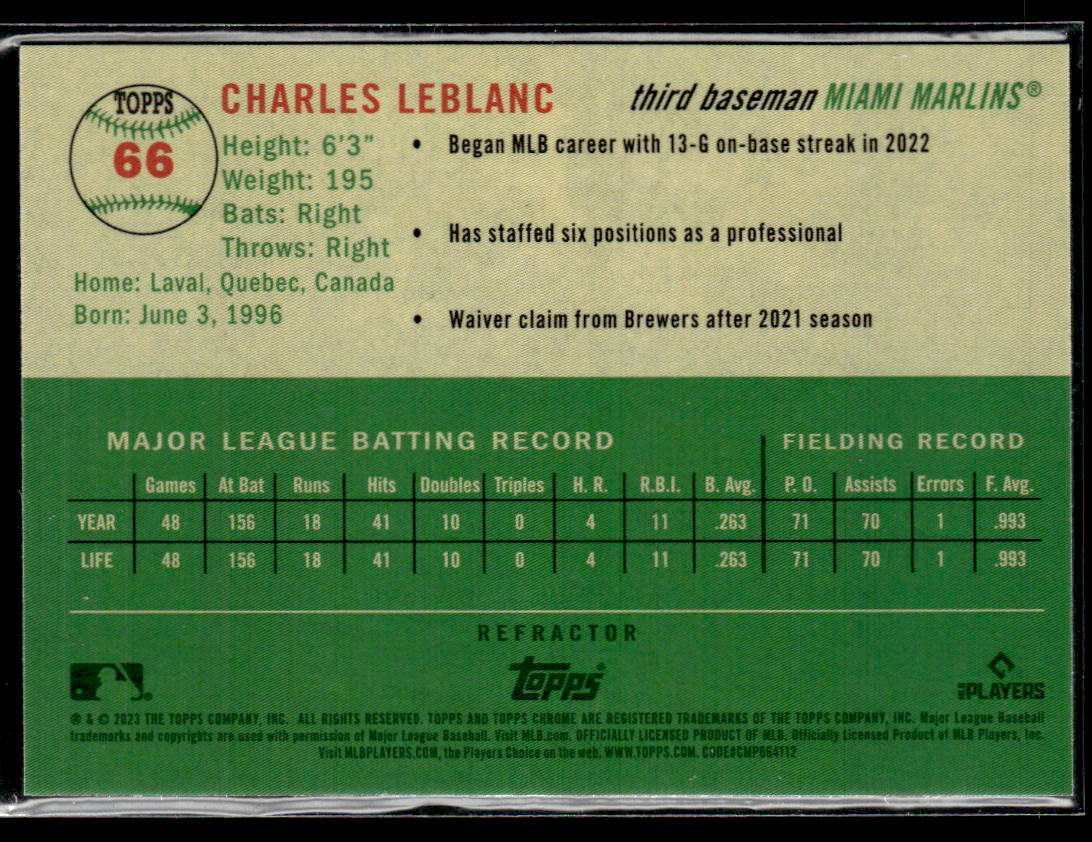 TOPPS
66
CHARLES LEBLANC
third baseman MIAMI MARLINS®
Height: 6'3"
Weight: 195
Bats: Right
Throws: Right
Home: Laval, Quebec, Canada
Born: June 3, 1996
• Began MLB career with 13-G on-base streak in 2022
• Has staffed six positions as a professional
• Waiver claim from Brewers after 2021 season
MAJOR LEAGUE BATTING RECORD FIELDING RECORD
Games At Bat Runs Hits Doubles Triples H. R. R.B.I. B. Avg. P. O. Assists Errors F. Avg.
YEAR 48 156 18 41 10 0 4 11 .263 71 70 1 .993
LIFE 48 156 18 41 10 0 4 11 .263 71 70 1 .993
REFRACTOR
topps
MLBPLAYERS
® & © 2023 THE TOPPS COMPANY, INC. ALL RIGHTS RESERVED. TOPPS AND TOPPS CHROME ARE REGISTERED TRADEMARKS OF THE TOPPS COMPANY, INC. Major League Baseball
trademarks and copyrights are used with permission of Major League Baseball. Visit MLB.com. OFFICIALLY LICENSED PRODUCT OF MLB. Officially Licensed Product of MLB Players, Inc.
Visit MLBPLAYERS.COM, the Players Choice on the web. WWW.TOPPS.COM. CODE#CMP064112